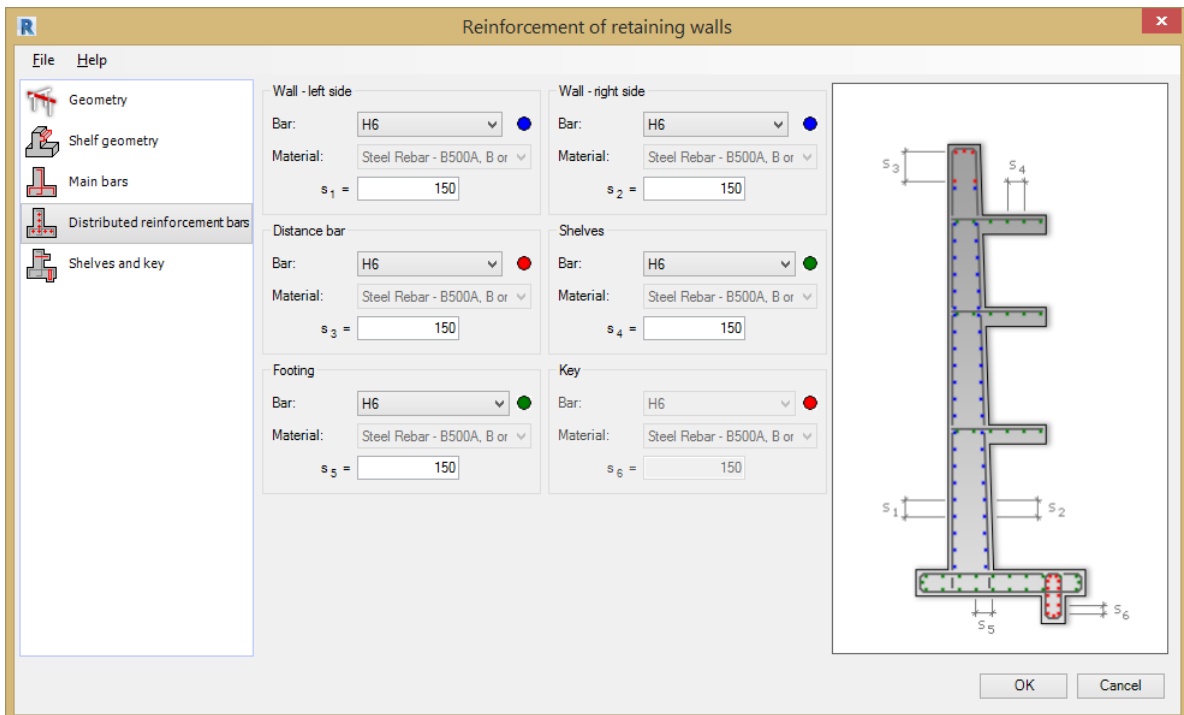 R
Reinforcement of retaining walls
x
File Help
Geometry
Shelf geometry
Main bars
Distributed reinforcement bars
Shelves and key
Wall - left side
Bar: H6
Material: Steel Rebar - B500A, B or
s1 = 150
Wall - right side
Bar: H6
Material: Steel Rebar - B500A, B or
s2 = 150
Distance bar
Bar: H6
Material: Steel Rebar - B500A, B or
s3 = 150
Shelves
Bar: H6
Material: Steel Rebar - B500A, B or
s4 = 150
Footing
Bar: H6
Material: Steel Rebar - B500A, B or
s5 = 150
Key
Bar: H6
Material: Steel Rebar - B500A, B or
s6 = 150
s3 s4
s1 s2
s5 s6
OK Cancel